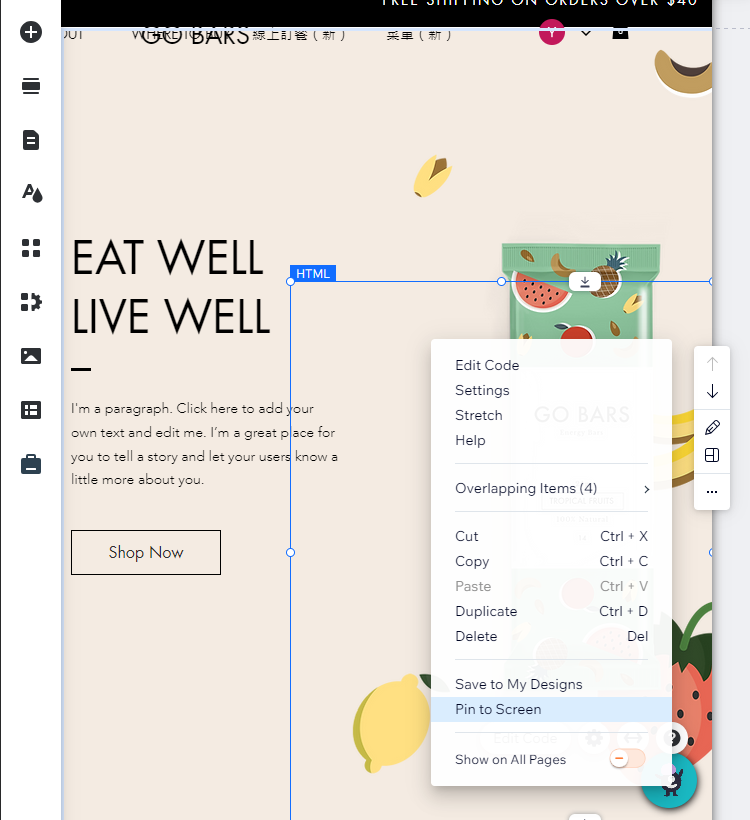 FREE SHIPPING ON ORDERS OVER $40
OUT
WHERE TO BUY
GO BARS
線上訂餐（新）
菜單（新）
Y
EAT WELL
LIVE WELL
HTML
I'm a paragraph. Click here to add your
own text and edit me. I'm a great place for
you to tell a story and let your users know a
little more about you.
Shop Now
Edit Code
Settings
Stretch
GO BARS
Help
Overlapping Items (4)
TROPICAL FRUITS
Cut Ctrl + X
Copy Ctrl + C
Paste Ctrl + V
Duplicate Ctrl + D
Delete Del
Save to My Designs
Pin to Screen
Edit Code
?
Show on All Pages